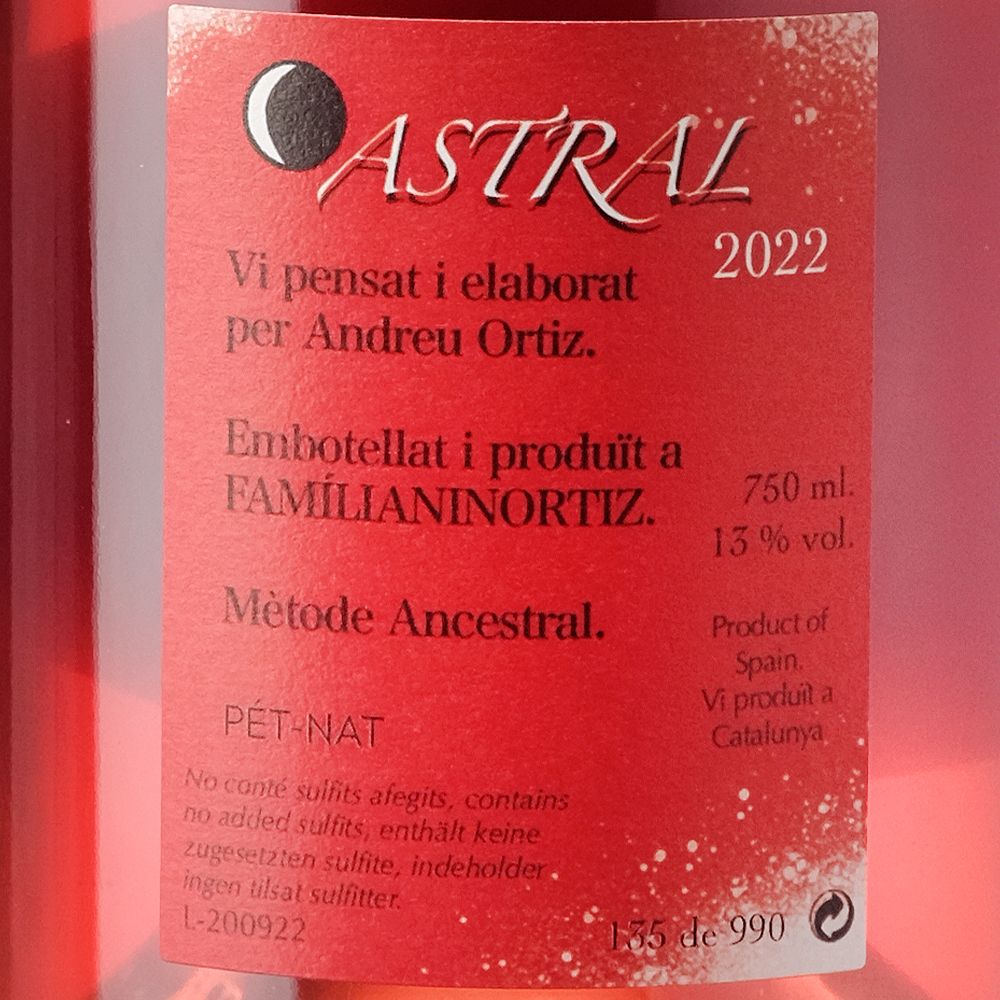 ASTRAL
2022
Vi pensat i elaborat
per Andreu Ortiz.
Embotellat i produït a
FAMÍLIANINORTIZ.
750 ml.
13 % vol.
Mètode Ancestral.
Product of
Spain.
Vi produït a
Catalunya
PÉT-NAT
No conté sulfits afegits, contains
no added sulfits, enthält keine
zugesetzten sulfite, indeholder
ingen tilsat sulfitter.
L-200922
135 de 990